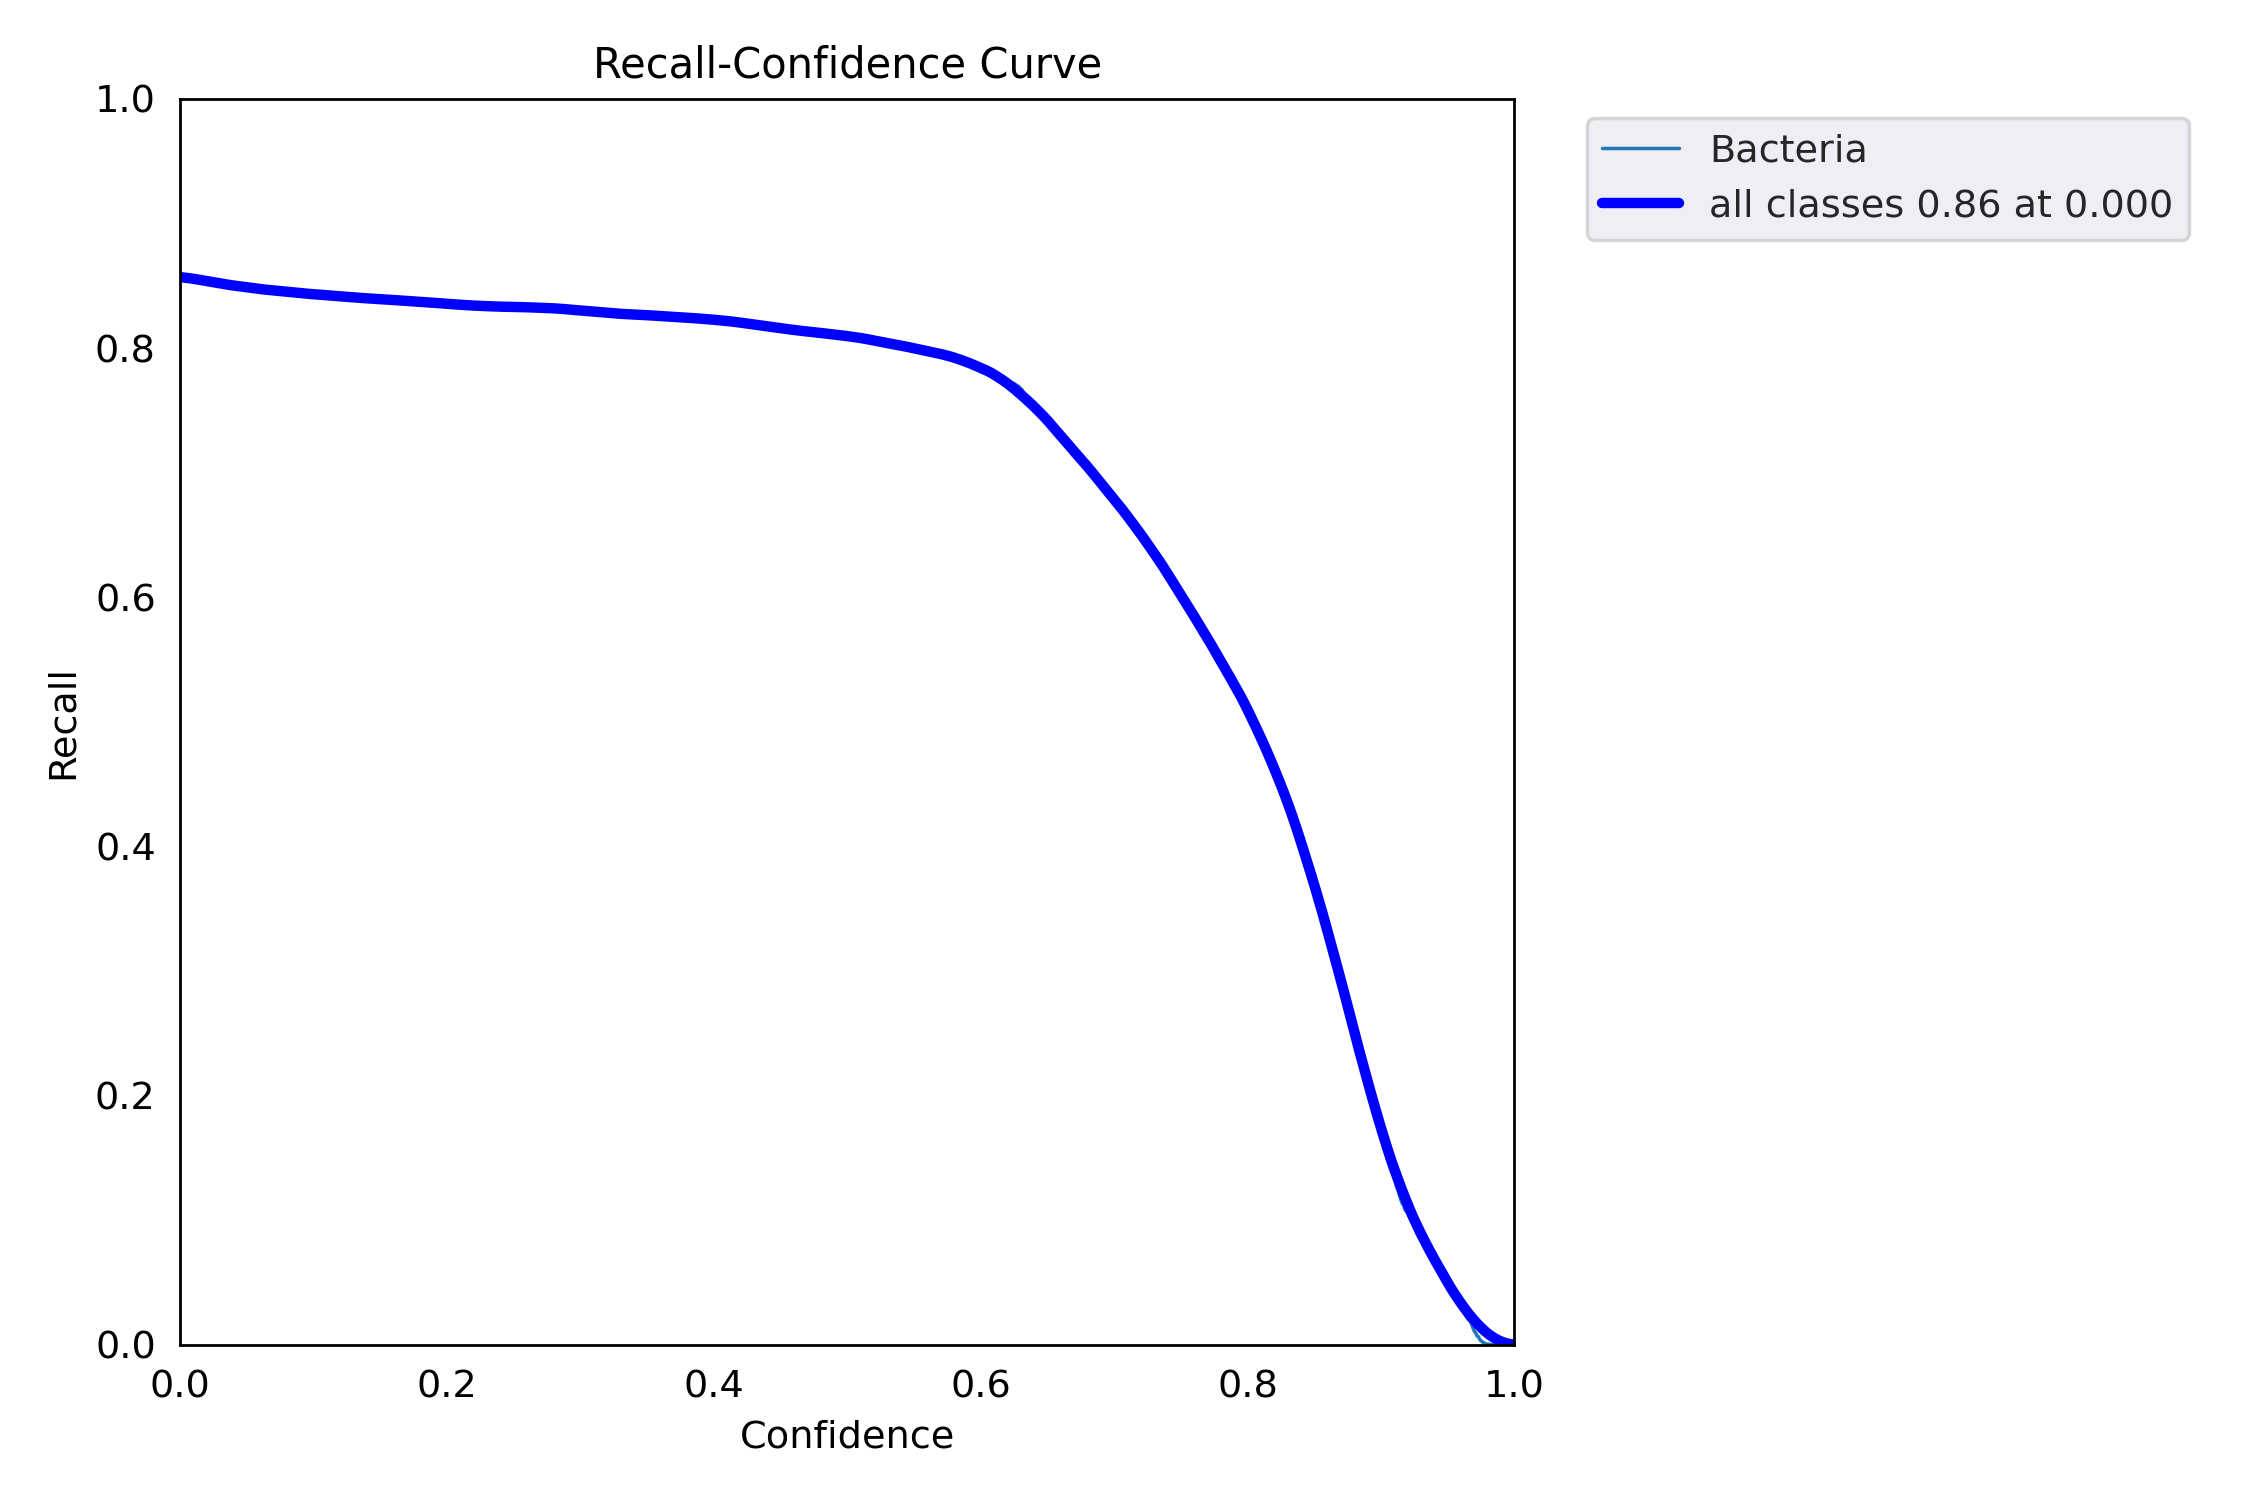 Recall-Confidence Curve
1.0
0.8
0.6
0.4
0.2
0.0
Recall
0.0 0.2 0.4 0.6 0.8 1.0
Confidence
Bacteria
all classes 0.86 at 0.000